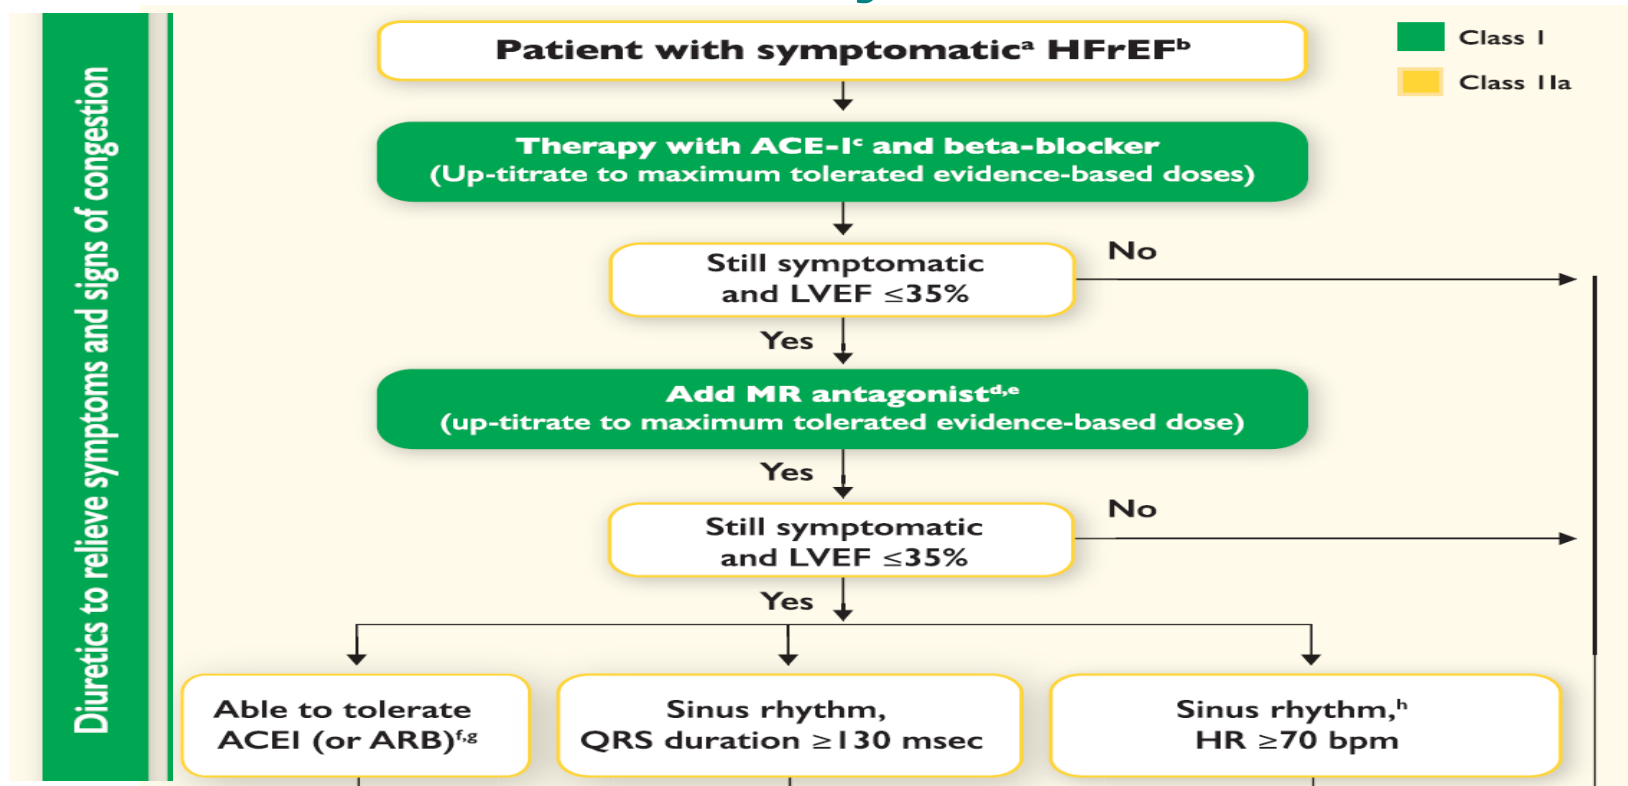 Patient with symptomaticᵃ HFrEFᵇ
Class I
Class IIa
Therapy with ACE-Iᶜ and beta-blocker
(Up-titrate to maximum tolerated evidence-based doses)
Still symptomatic
and LVEF ≤35%
No
Yes
Add MR antagonistᵈ,ᵉ
(up-titrate to maximum tolerated evidence-based dose)
Yes
Still symptomatic
and LVEF ≤35%
No
Yes
Able to tolerate
ACEI (or ARB)ᶠ,ᵍ
Sinus rhythm,
QRS duration ≥130 msec
Sinus rhythm,ʰ
HR ≥70 bpm
Diuretics to relieve symptoms and signs of congestion